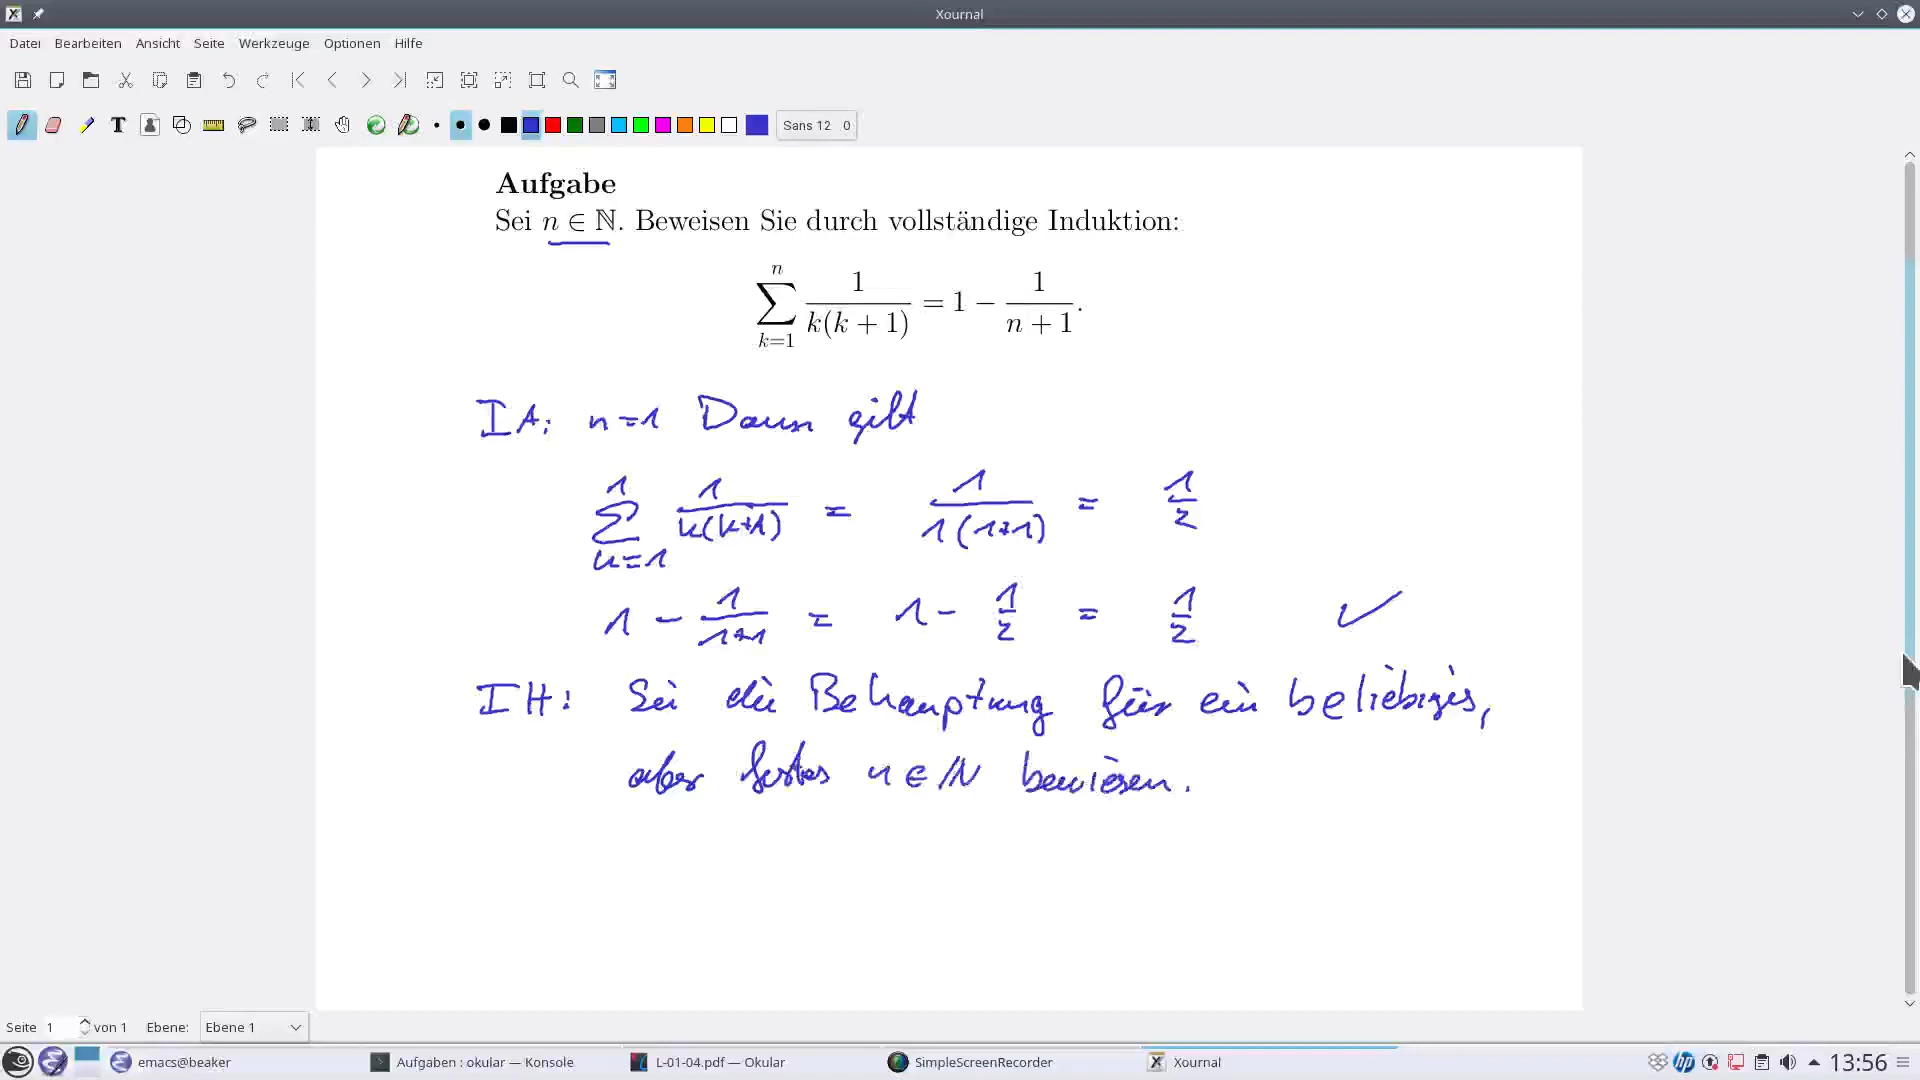 Xournal
Datei Bearbeiten Ansicht Seite Werkzeuge Optionen Hilfe
T Sans 12 0
Aufgabe
Sei n ∈ ℕ. Beweisen Sie durch vollständige Induktion:
∑_{k=1}^{n} 1/(k(k + 1)) = 1 − 1/(n + 1).
IA: n=1 Dann gilt
∑_{k=1}^{1} 1/(k(k+1)) = 1/(1(1+1)) = 1/2
1 − 1/(1+1) = 1 − 1/2 = 1/2 ✓
IH: Sei die Behauptung für ein beliebiges,
aber festes n ∈ ℕ bewiesen.
Seite 1 von 1 Ebene: Ebene 1
emacs@beaker Aufgaben : okular — Konsole L-01-04.pdf — Okular SimpleScreenRecorder Xournal hp 13:56